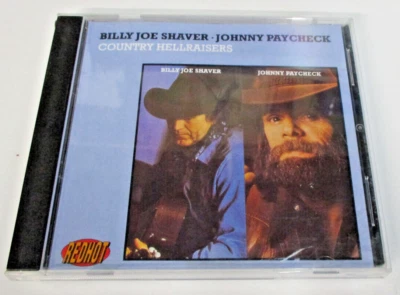 BILLY JOE SHAVER · JOHNNY PAYCHECK
COUNTRY HELLRAISERS
BILLY JOE SHAVER
JOHNNY PAYCHECK
REDHOT